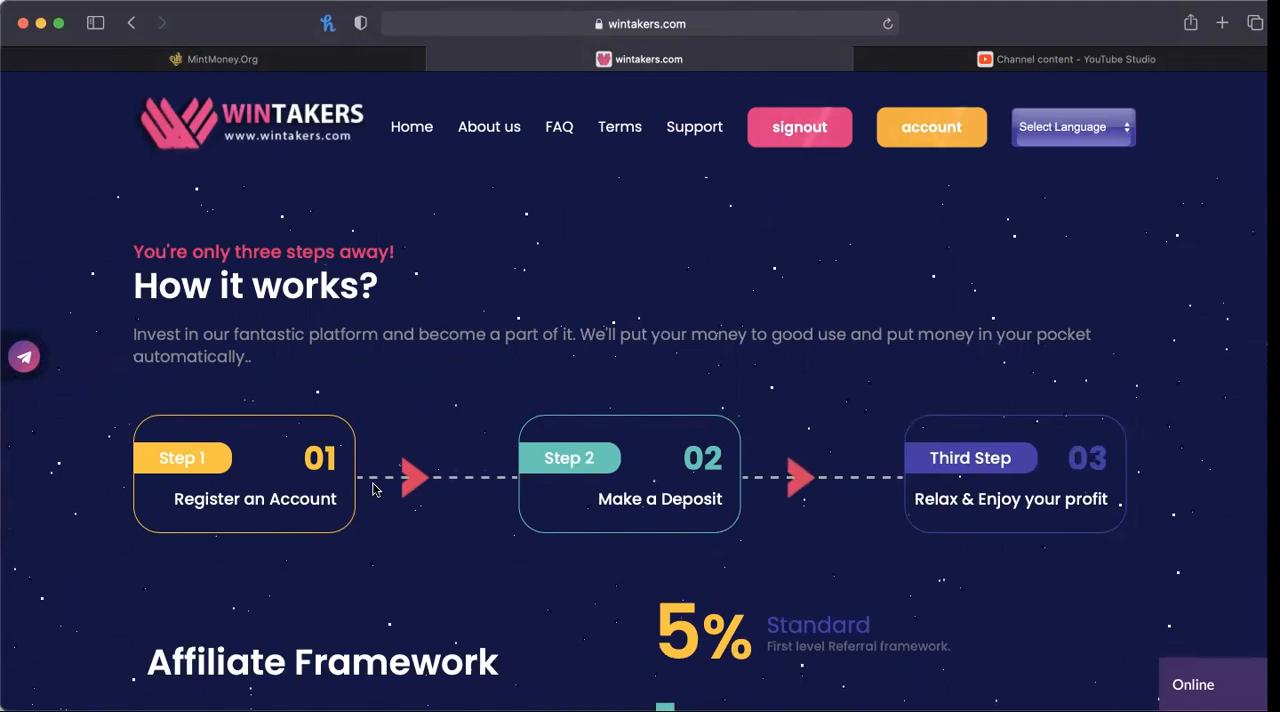 wintakers.com
MintMoney.Org
wintakers.com
Channel content - YouTube Studio
WINTAKERS
www.wintakers.com
Home
About us
FAQ
Terms
Support
signout
account
Select Language
You're only three steps away!
How it works?
Invest in our fantastic platform and become a part of it. We'll put your money to good use and put money in your pocket
automatically..
Step 1
01
Register an Account
Step 2
02
Make a Deposit
Third Step
03
Relax & Enjoy your profit
Affiliate Framework
5%
Standard
First level Referral framework.
Online